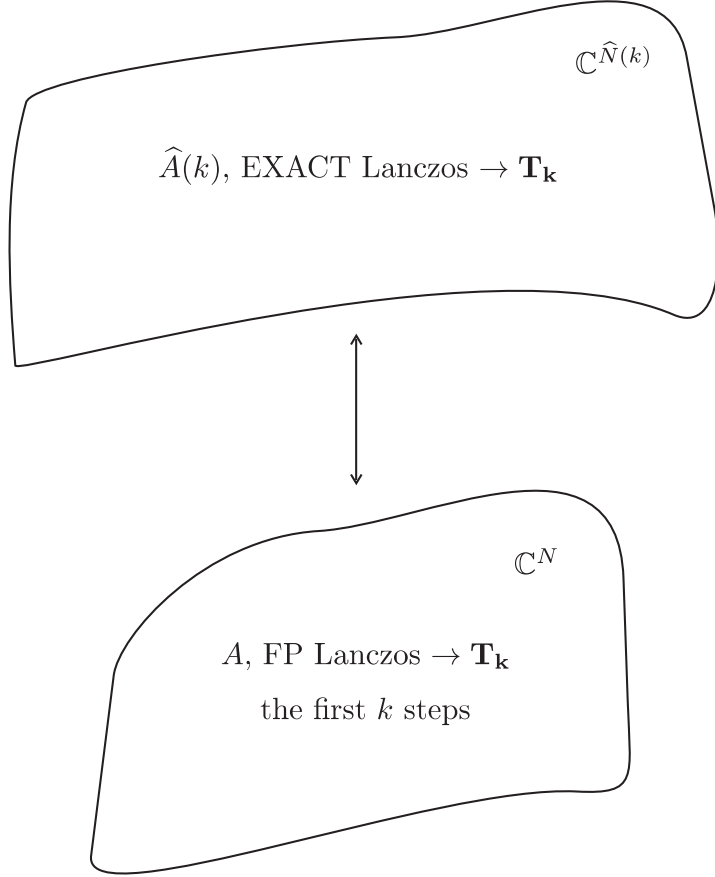 ℂ^{N̂(k)}
Â(k), EXACT Lanczos → 𝐓_𝐤
ℂ^N
A, FP Lanczos → 𝐓_𝐤
the first k steps